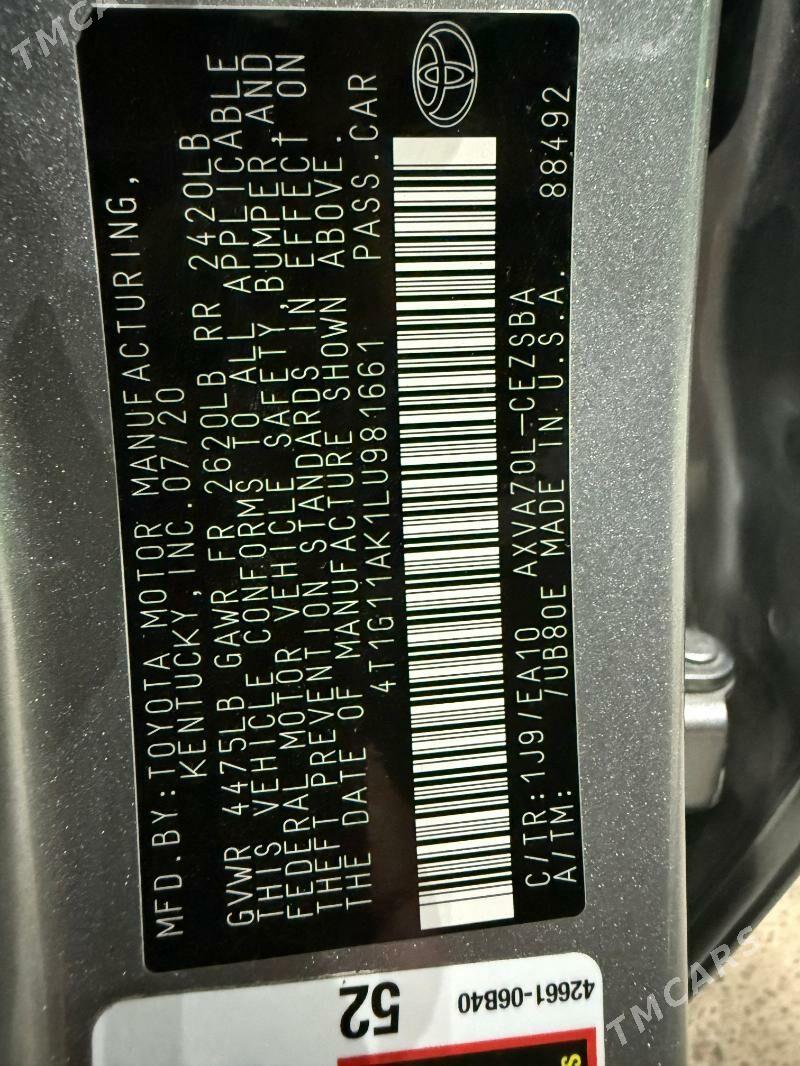 MFD.BY:TOYOTA MOTOR MANUFACTURING,
KENTUCKY, INC.07/20
GVWR 4475LB GAWR FR 2620LB RR 2420LB
THIS VEHICLE CONFORMS TO ALL APPLICABLE
FEDERAL MOTOR VEHICLE SAFETY,BUMPER,AND
THEFT PREVENTION STANDARDS IN EFFECT ON
THE DATE OF MANUFACTURE SHOWN ABOVE.
4T1G11AK1LU981661 PASS.CAR
C/TR:1J9/EA10 AXVA70L-CEZSBA
A/TM: /UB80E MADE IN U.S.A. 88492
52
42661-06B40
S
TMCARS
TMCARS